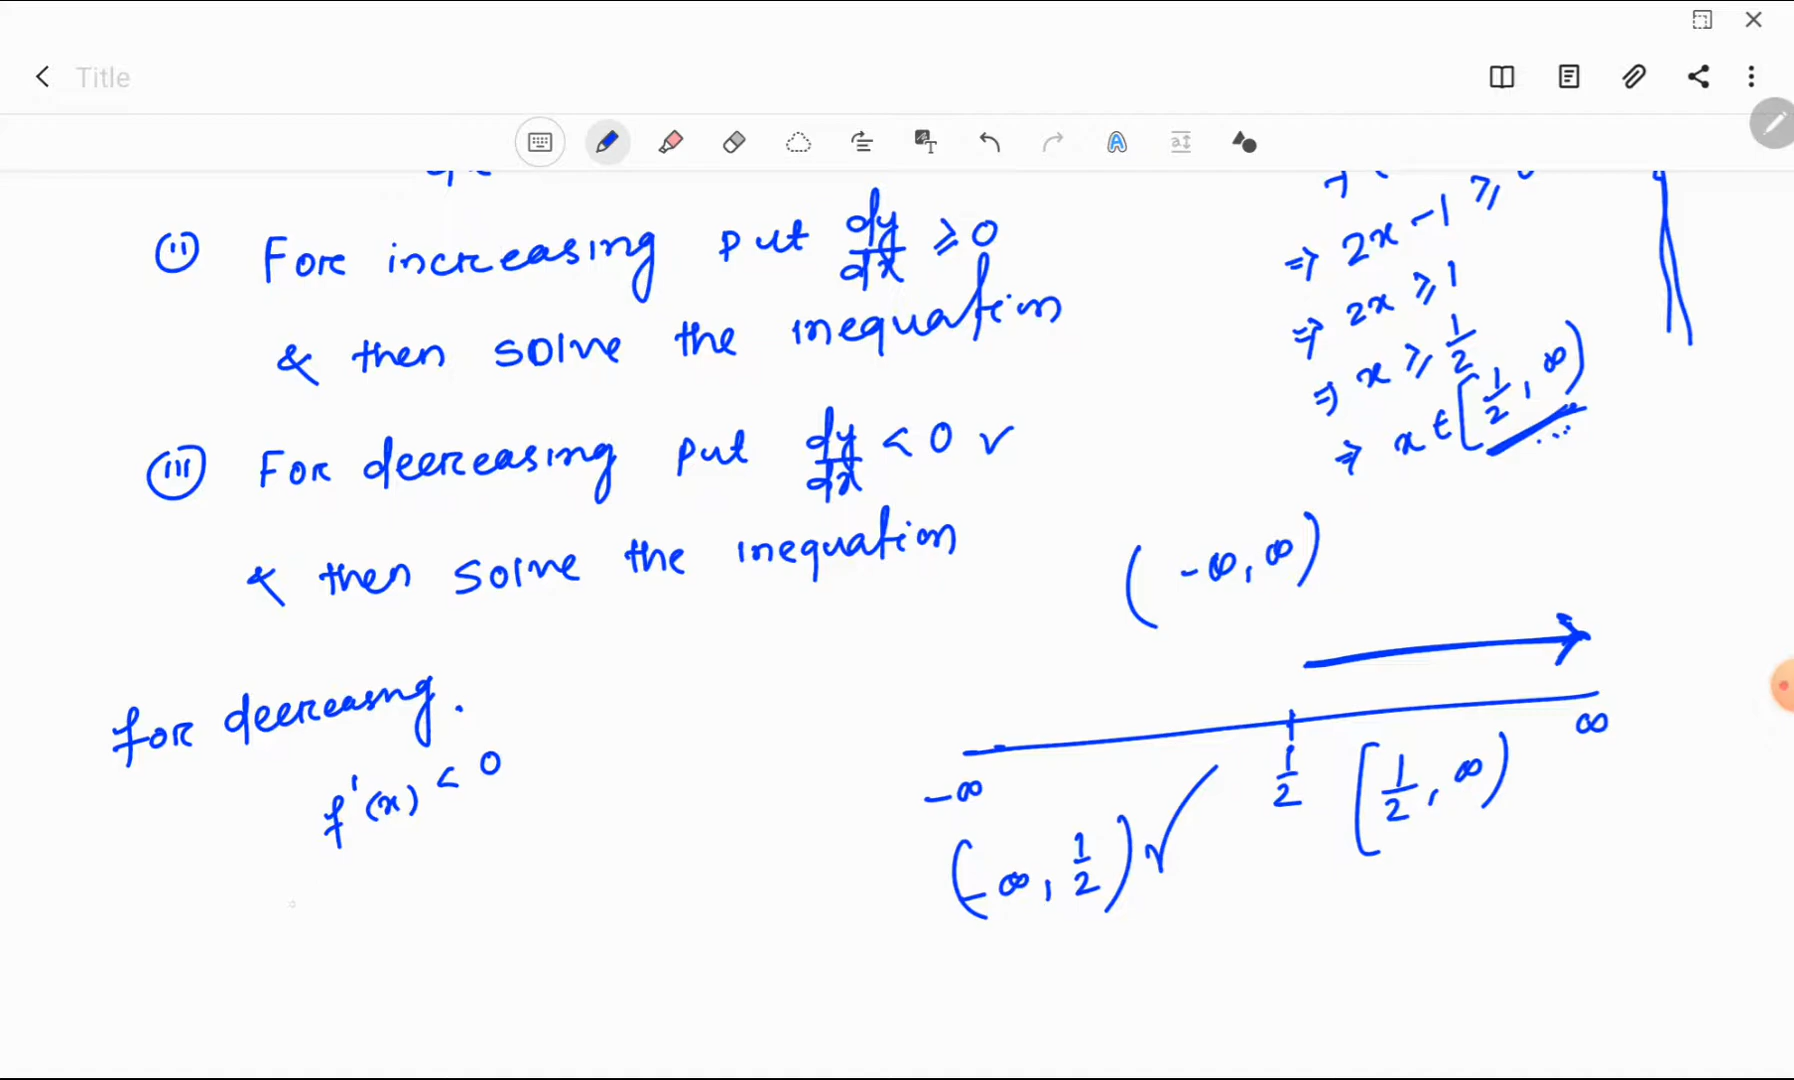 Title
(ii) For increasing put dy/dx ⩾ 0
& then solve the inequation
(iii) For decreasing put dy/dx < 0 ✓
& then solve the inequation
for decreasing.
f'(x) < 0
⇒ 2x - 1 ⩾
⇒ 2x ⩾ 1
⇒ x ⩾ 1/2
⇒ x ∈ [1/2, ∞)
(-∞, ∞)
-∞ 1/2 ∞
(-∞, 1/2) ✓ [1/2, ∞)